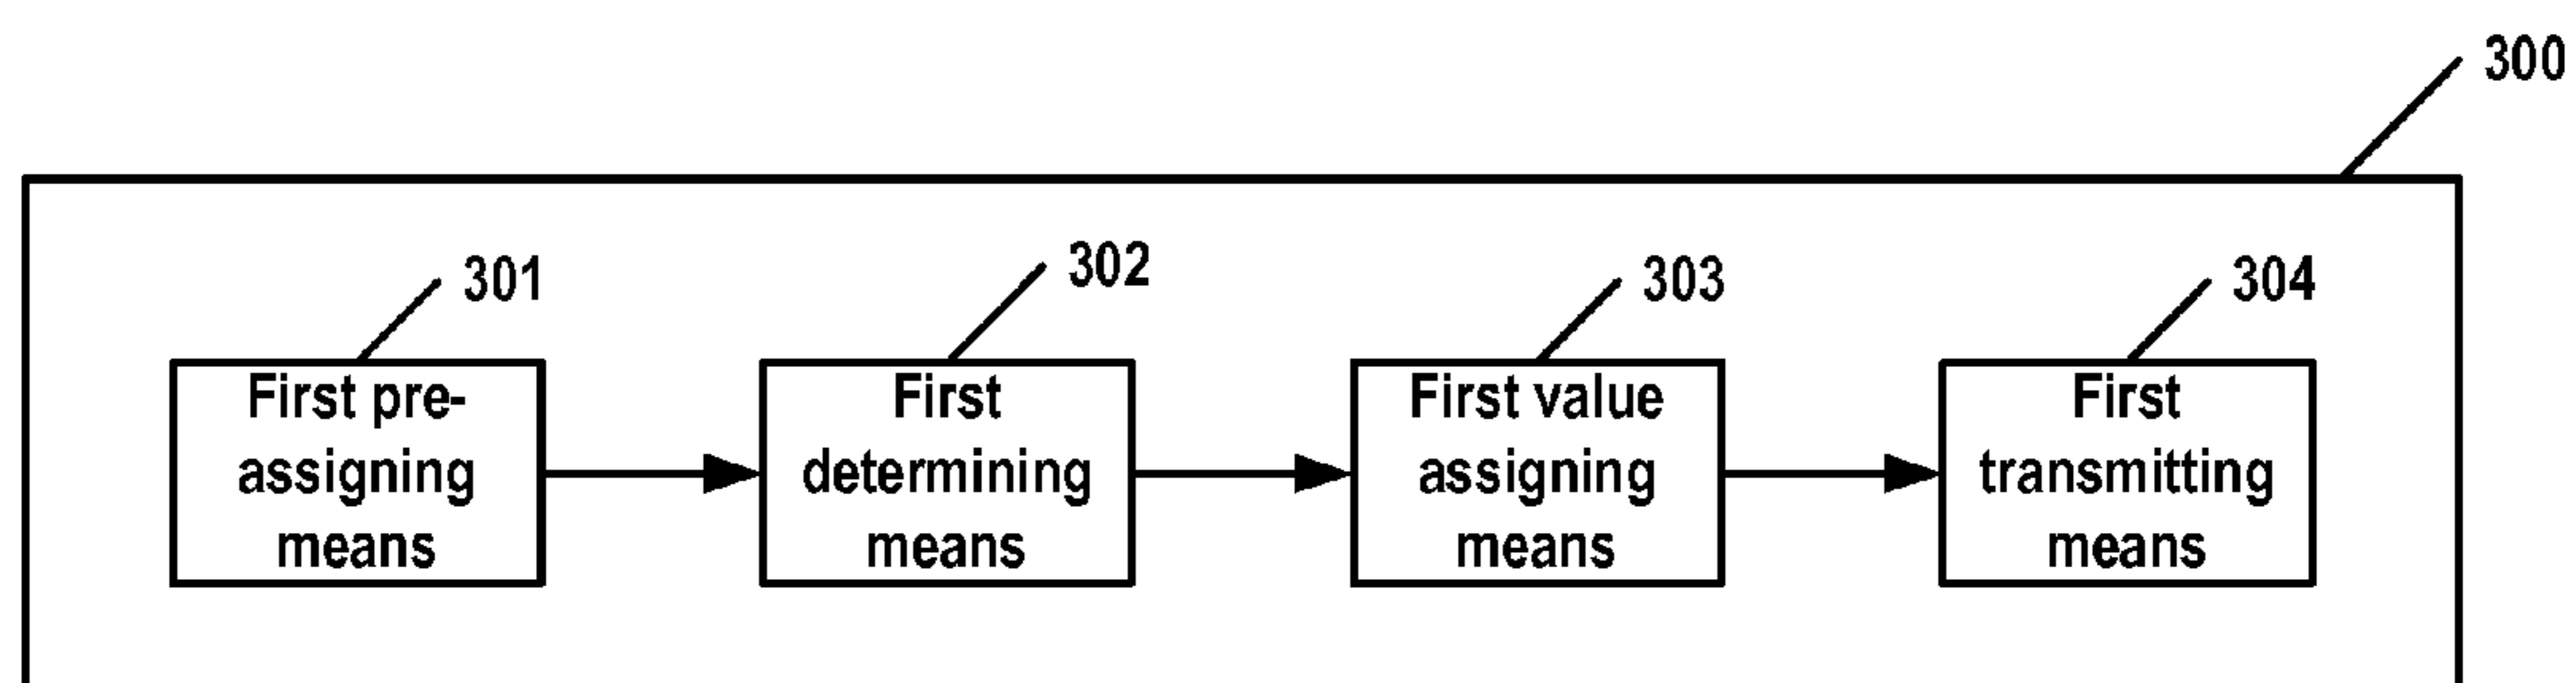 300
301
302
303
304
First pre-
assigning
means
First
determining
means
First value
assigning
means
First
transmitting
means